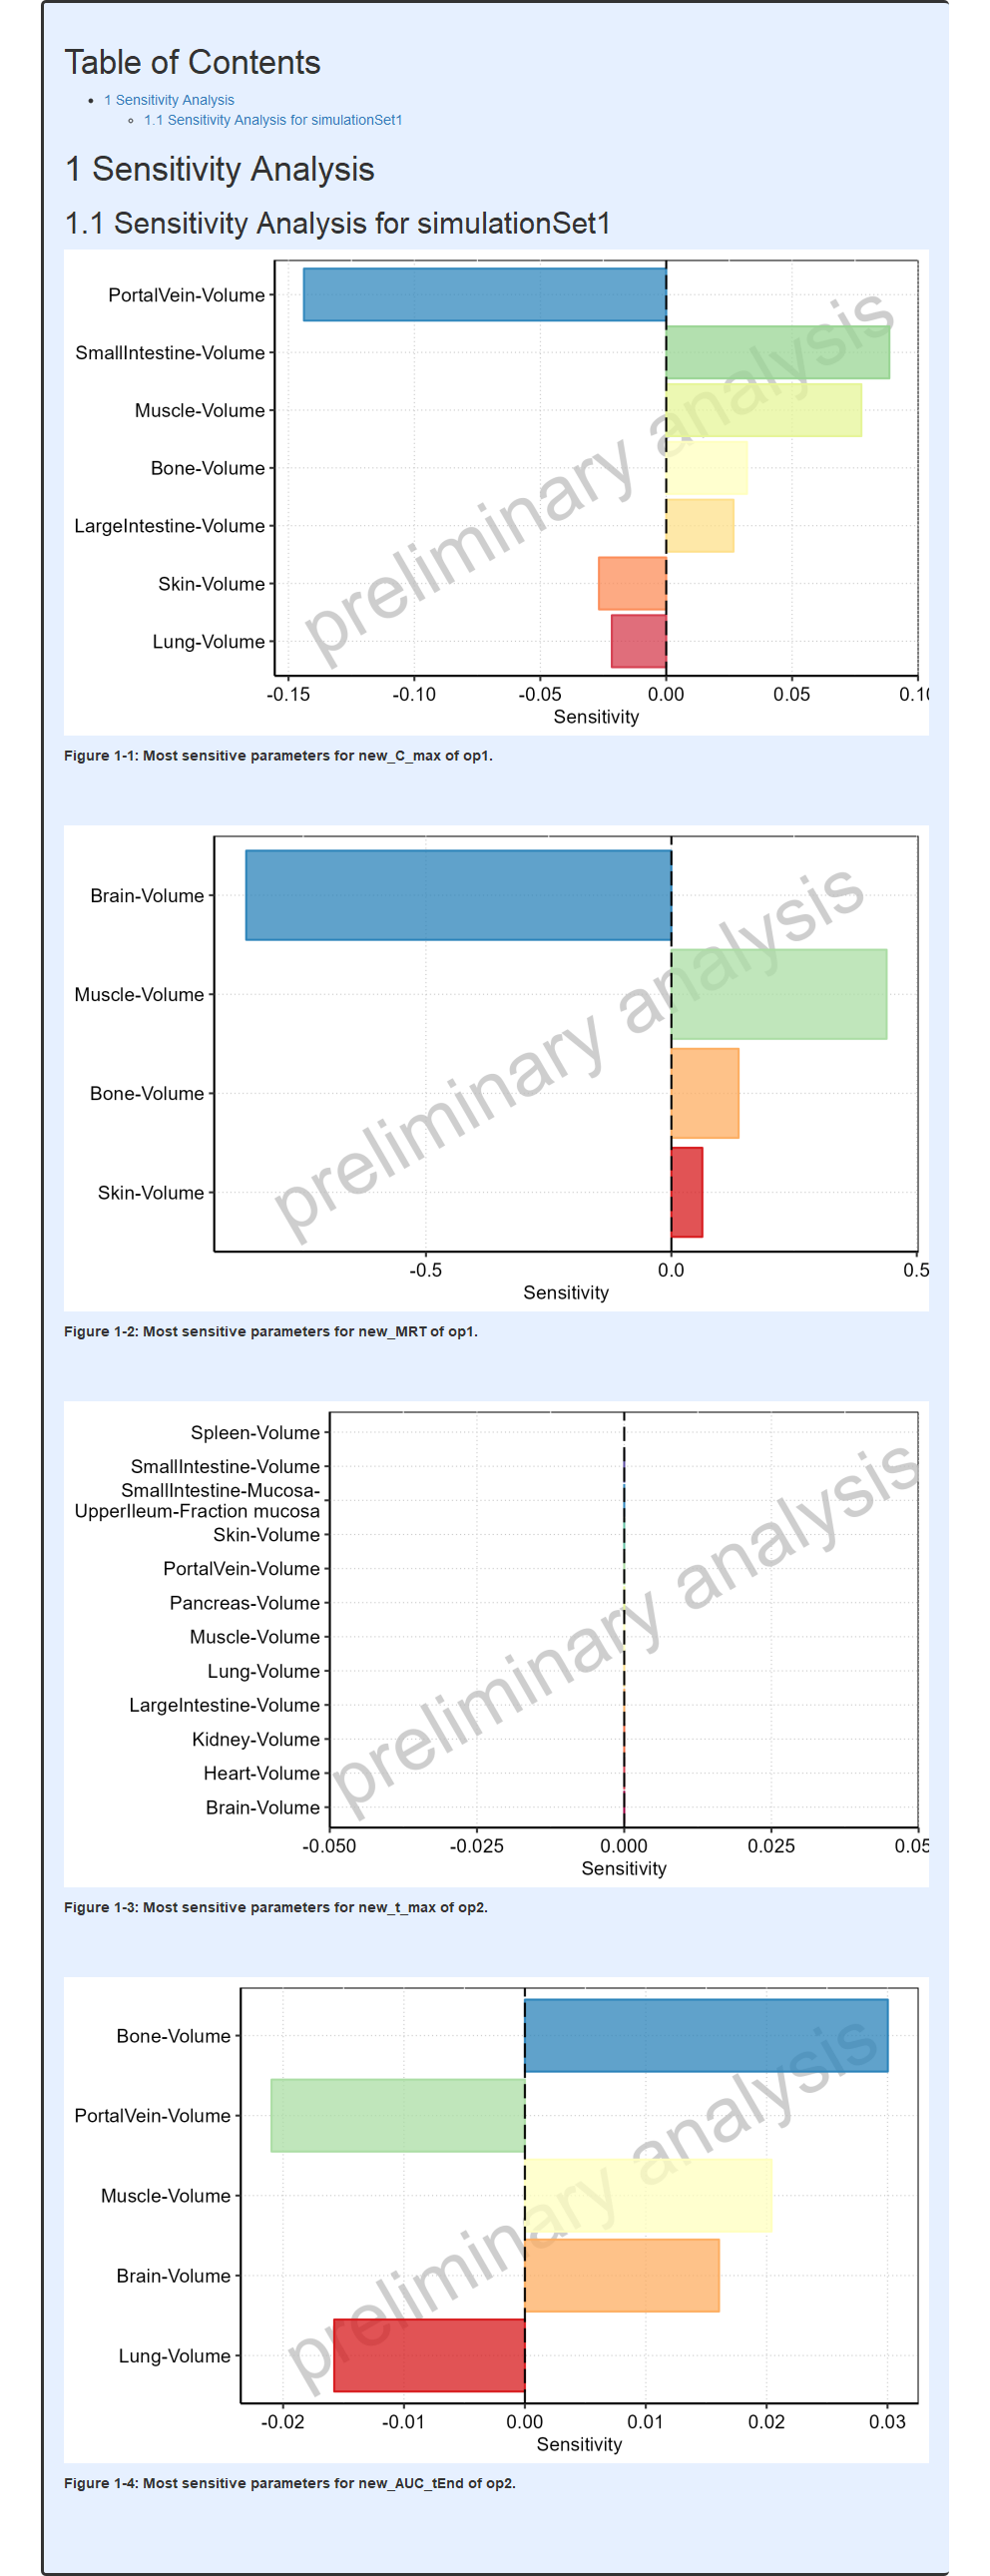 Table of Contents
1 Sensitivity Analysis
1.1 Sensitivity Analysis for simulationSet1
1 Sensitivity Analysis
1.1 Sensitivity Analysis for simulationSet1
PortalVein-Volume
SmallIntestine-Volume
Muscle-Volume
Bone-Volume
LargeIntestine-Volume
Skin-Volume
Lung-Volume
preliminary analysis
-0.15 -0.10 -0.05 0.00 0.05 0.10
Sensitivity
Figure 1-1: Most sensitive parameters for new_C_max of op1.
Brain-Volume
Muscle-Volume
Bone-Volume
Skin-Volume
preliminary analysis
-0.5 0.0 0.5
Sensitivity
Figure 1-2: Most sensitive parameters for new_MRT of op1.
Spleen-Volume
SmallIntestine-Volume
SmallIntestine-Mucosa-
UpperIleum-Fraction mucosa
Skin-Volume
PortalVein-Volume
Pancreas-Volume
Muscle-Volume
Lung-Volume
LargeIntestine-Volume
Kidney-Volume
Heart-Volume
Brain-Volume
preliminary analysis
-0.050 -0.025 0.000 0.025 0.05
Sensitivity
Figure 1-3: Most sensitive parameters for new_t_max of op2.
Bone-Volume
PortalVein-Volume
Muscle-Volume
Brain-Volume
Lung-Volume
preliminary analysis
-0.02 -0.01 0.00 0.01 0.02 0.03
Sensitivity
Figure 1-4: Most sensitive parameters for new_AUC_tEnd of op2.